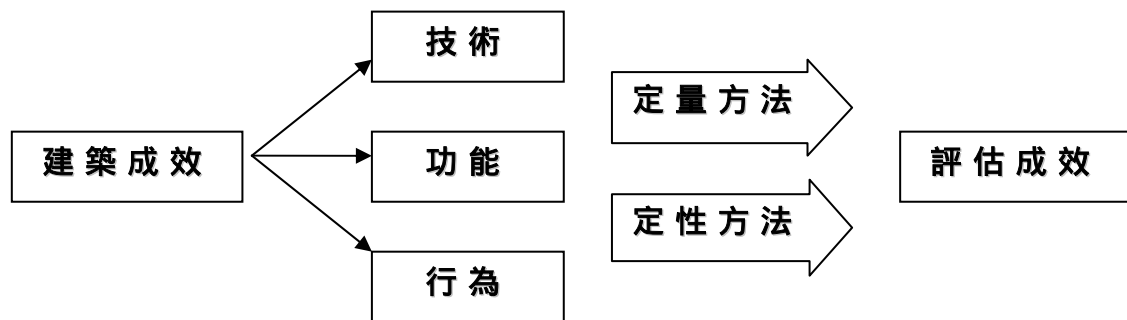 建築成效
技術
功能
行為
定量方法
定性方法
評估成效